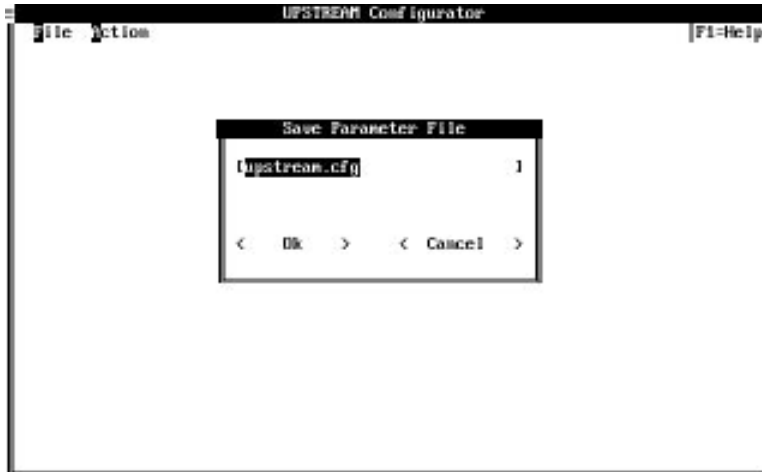 UPSTREAM Configurator
File Action F1=Help
Save Parameter File
[upstream.cfg ]
< Ok > < Cancel >